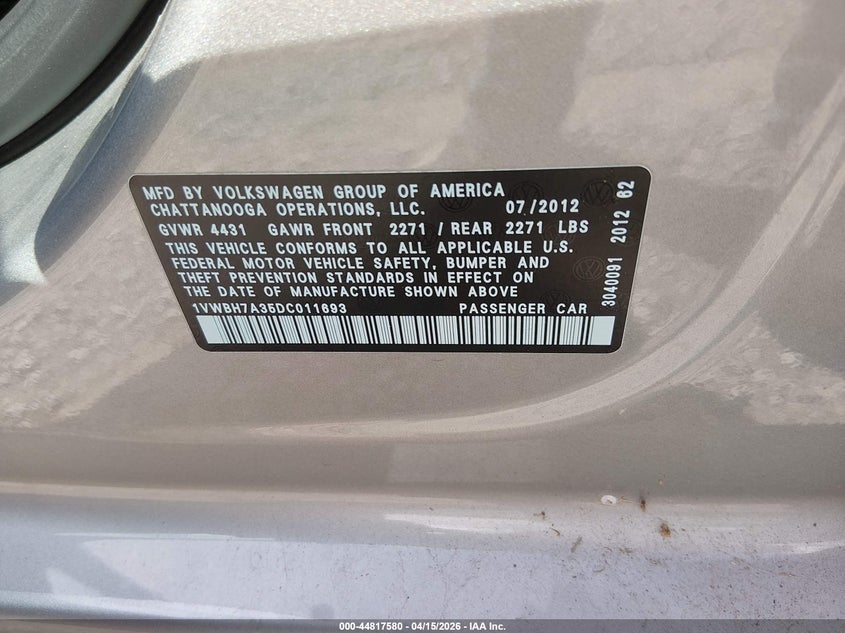 MFD BY VOLKSWAGEN GROUP OF AMERICA
CHATTANOOGA OPERATIONS, LLC. 07/2012
GVWR 4431 GAWR FRONT 2271 / REAR 2271 LBS
THIS VEHICLE CONFORMS TO ALL APPLICABLE U.S.
FEDERAL MOTOR VEHICLE SAFETY, BUMPER AND
THEFT PREVENTION STANDARDS IN EFFECT ON
THE DATE OF MANUFACTURE SHOWN ABOVE
1VWBH7A35DC011693 PASSENGER CAR
3040091 2012 62
000-44817580 - 04/15/2026 - IAA Inc.